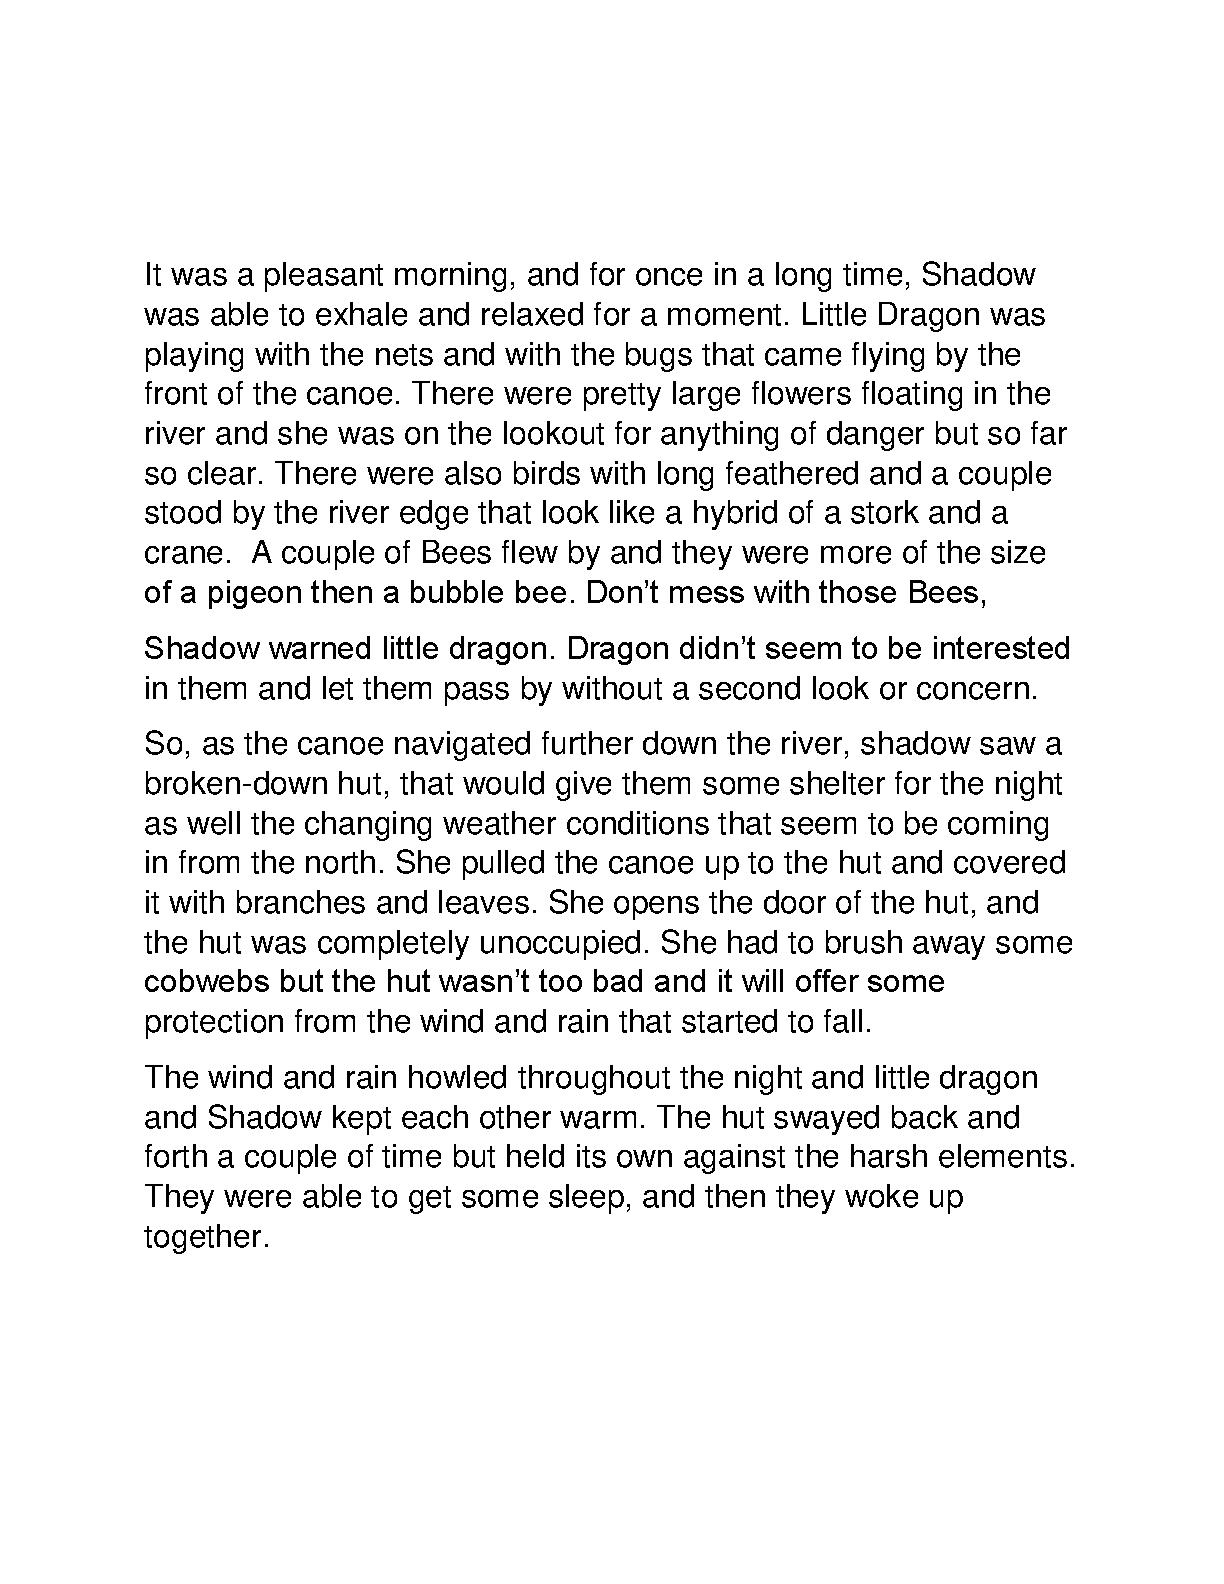 It was a pleasant morning, and for once in a long time, Shadow
was able to exhale and relaxed for a moment. Little Dragon was
playing with the nets and with the bugs that came flying by the
front of the canoe. There were pretty large flowers floating in the
river and she was on the lookout for anything of danger but so far
so clear. There were also birds with long feathered and a couple
stood by the river edge that look like a hybrid of a stork and a
crane.  A couple of Bees flew by and they were more of the size
of a pigeon then a bubble bee. Don’t mess with those Bees,
Shadow warned little dragon. Dragon didn’t seem to be interested
in them and let them pass by without a second look or concern.
So, as the canoe navigated further down the river, shadow saw a
broken-down hut, that would give them some shelter for the night
as well the changing weather conditions that seem to be coming
in from the north. She pulled the canoe up to the hut and covered
it with branches and leaves. She opens the door of the hut, and
the hut was completely unoccupied. She had to brush away some
cobwebs but the hut wasn’t too bad and it will offer some
protection from the wind and rain that started to fall.
The wind and rain howled throughout the night and little dragon
and Shadow kept each other warm. The hut swayed back and
forth a couple of time but held its own against the harsh elements.
They were able to get some sleep, and then they woke up
together.